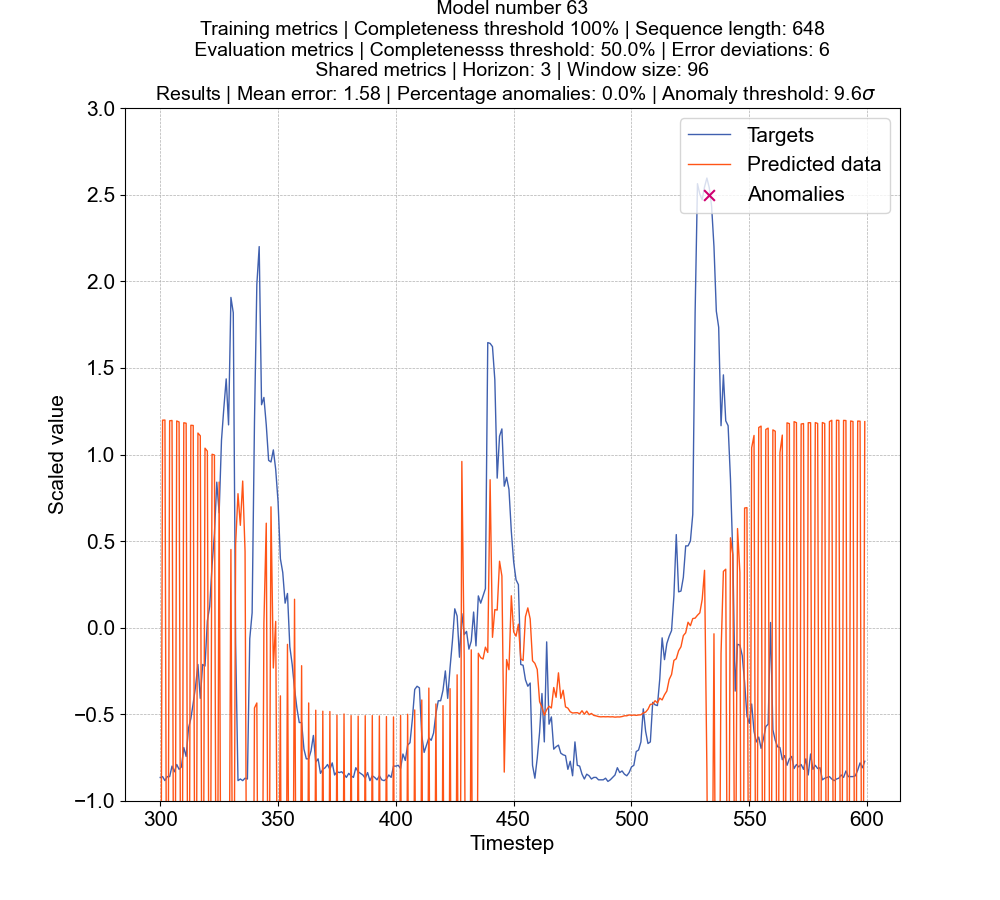 Model number 63
Training metrics | Completeness threshold 100% | Sequence length: 648
Evaluation metrics | Completenesss threshold: 50.0% | Error deviations: 6
Shared metrics | Horizon: 3 | Window size: 96
Results | Mean error: 1.58 | Percentage anomalies: 0.0% | Anomaly threshold: 9.6σ
3.0
2.5
2.0
1.5
1.0
0.5
0.0
−0.5
−1.0
Scaled value
Targets
Predicted data
Anomalies
300 350 400 450 500 550 600
Timestep